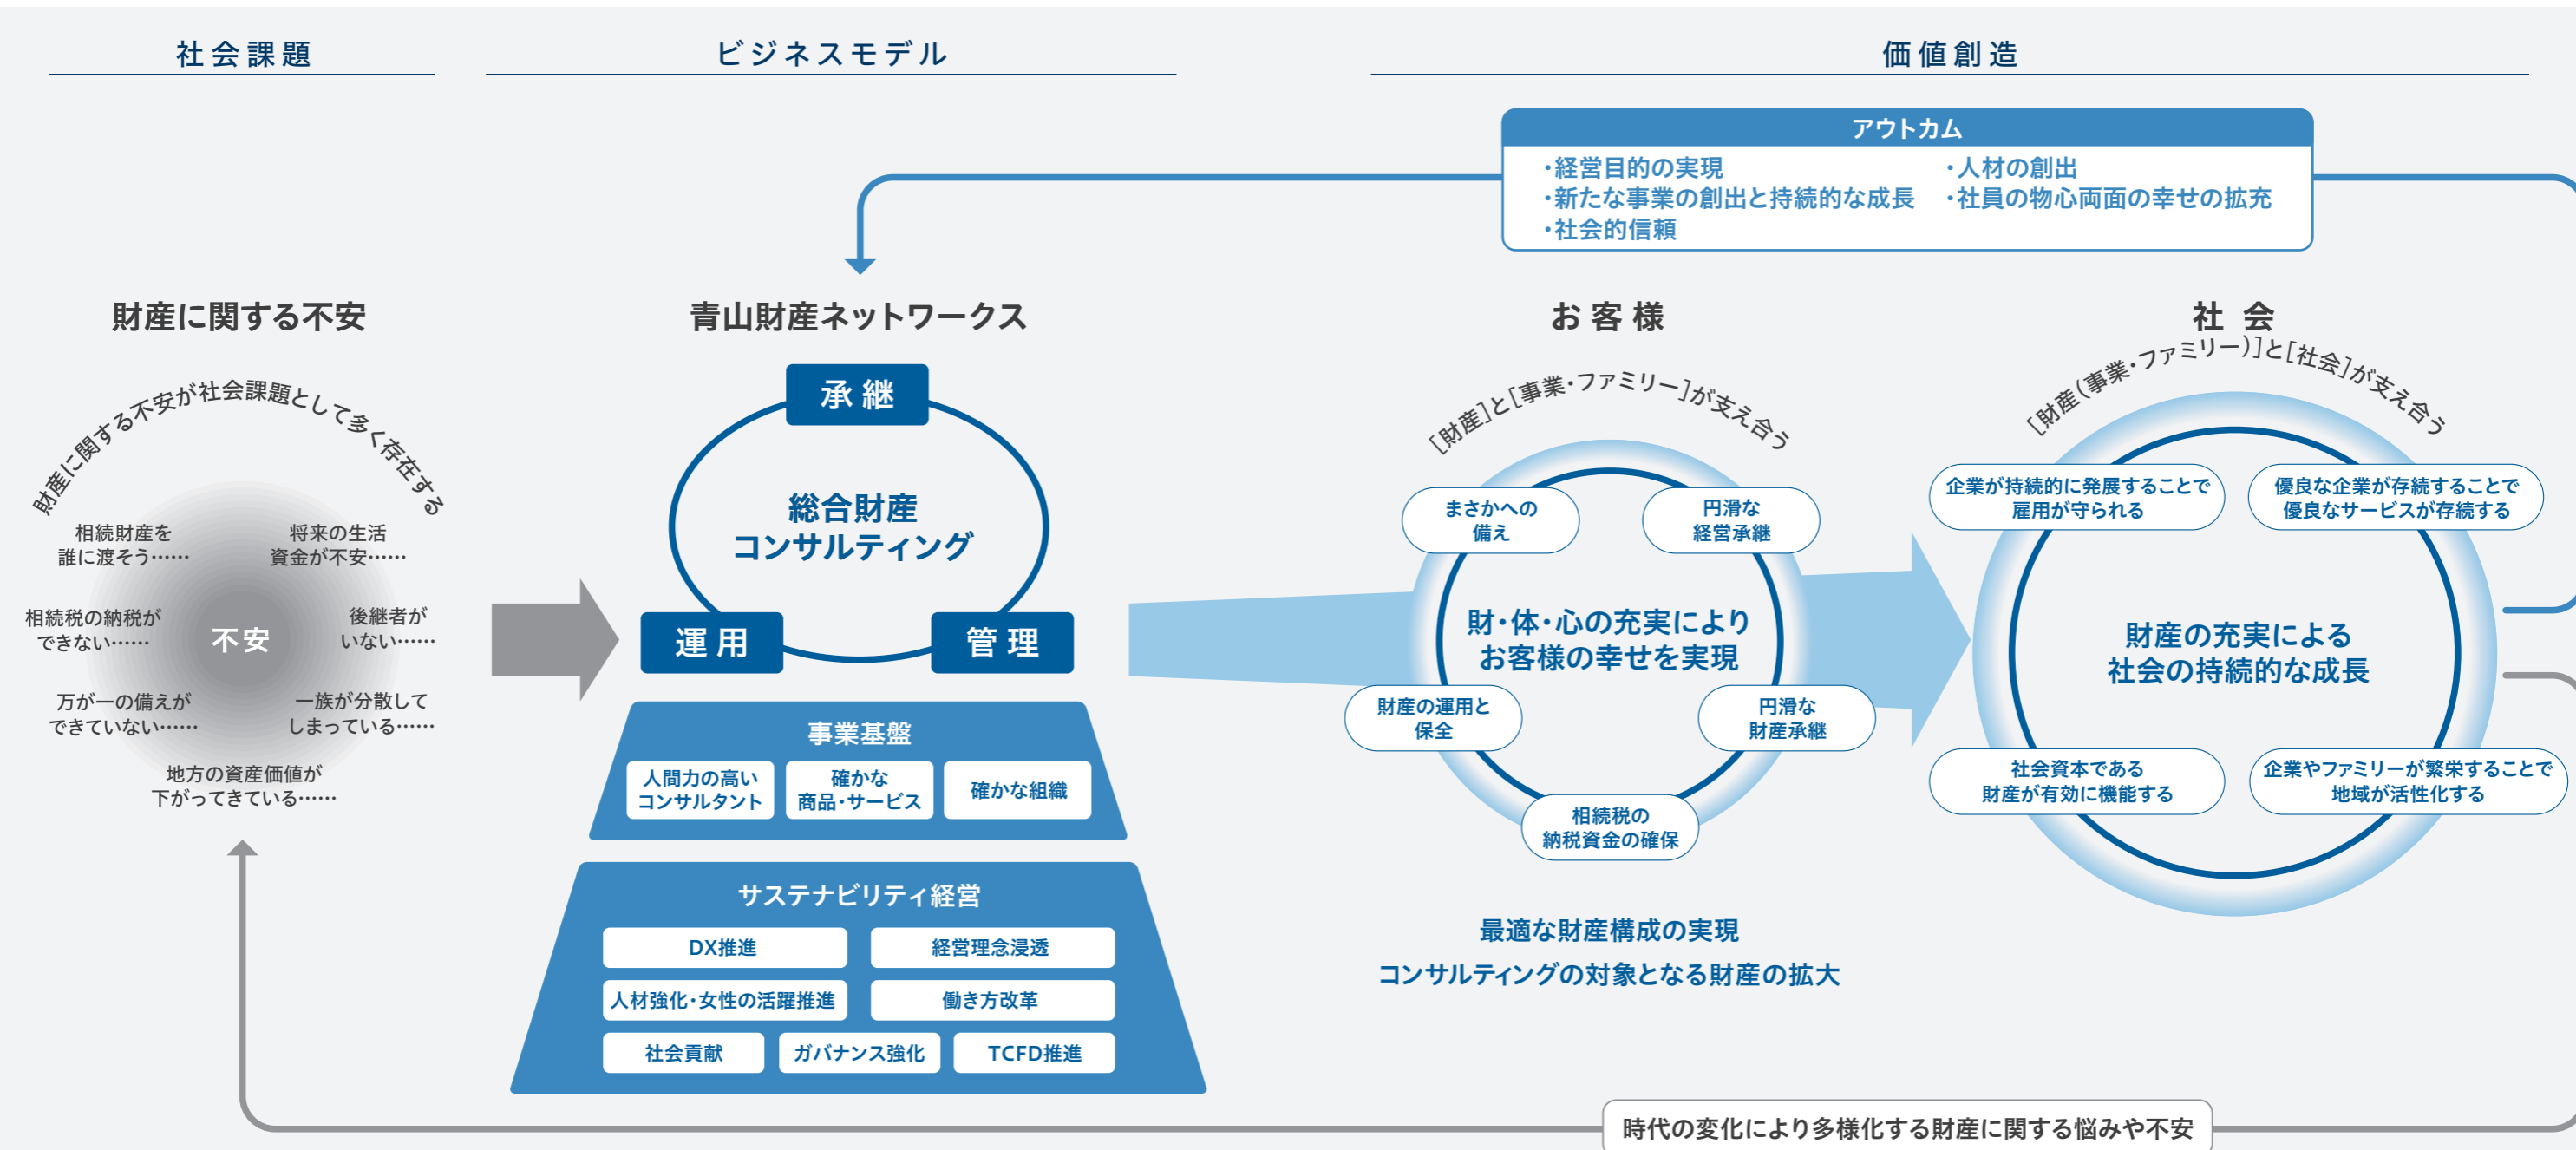 社会課題
ビジネスモデル
価値創造
アウトカム
・経営目的の実現
・新たな事業の創出と持続的な成長
・社会的信頼
・人材の創出
・社員の物心両面の幸せの拡充
財産に関する不安
財産に関する不安が社会課題として多く存在する
相続財産を
誰に渡そう……
将来の生活
資金が不安……
相続税の納税が
できない……
不安
後継者が
いない……
万が一の備えが
できていない……
一族が分散して
しまっている……
地方の資産価値が
下がってきている……
青山財産ネットワークス
承継
総合財産
コンサルティング
運用
管理
事業基盤
人間力の高い
コンサルタント
確かな
商品・サービス
確かな組織
サステナビリティ経営
DX推進
経営理念浸透
人材強化・女性の活躍推進
働き方改革
社会貢献
ガバナンス強化
TCFD推進
お客様
[財産]と[事業・ファミリー]が支え合う
まさかへの
備え
円滑な
経営承継
財・体・心の充実により
お客様の幸せを実現
財産の運用と
保全
円滑な
財産承継
相続税の
納税資金の確保
最適な財産構成の実現
コンサルティングの対象となる財産の拡大
社会
[財産(事業・ファミリー)]と[社会]が支え合う
企業が持続的に発展することで
雇用が守られる
優良な企業が存続することで
優良なサービスが存続する
財産の充実による
社会の持続的な成長
社会資本である
財産が有効に機能する
企業やファミリーが繁栄することで
地域が活性化する
時代の変化により多様化する財産に関する悩みや不安